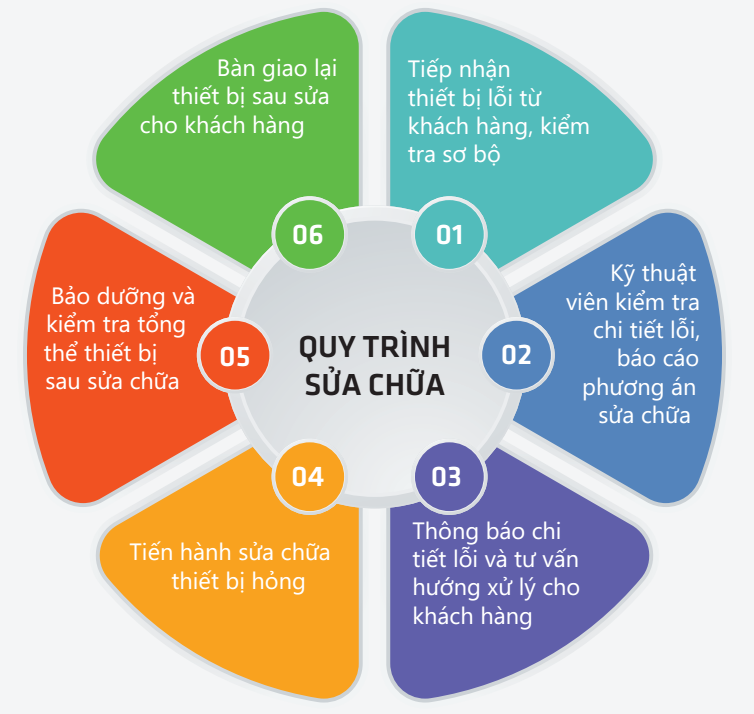 QUY TRÌNH
SỬA CHỮA
01
Tiếp nhận
thiết bị lỗi từ
khách hàng, kiểm
tra sơ bộ
02
Kỹ thuật
viên kiểm tra
chi tiết lỗi,
báo cáo
phương án
sửa chữa
03
Thông báo chi
tiết lỗi và tư vấn
hướng xử lý cho
khách hàng
04
Tiến hành sửa chữa
thiết bị hỏng
05
Bảo dưỡng và
kiểm tra tổng
thể thiết bị
sau sửa chữa
06
Bàn giao lại
thiết bị sau sửa
cho khách hàng